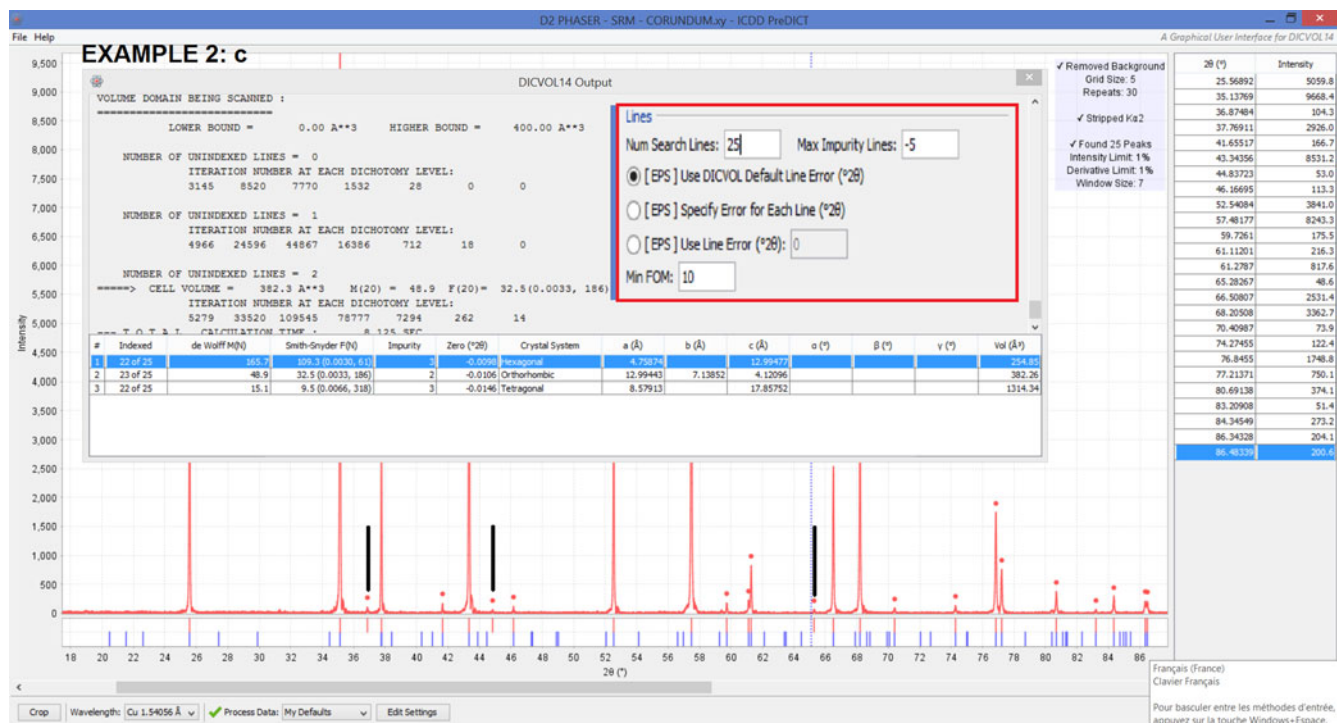 D2 PHASER - SRM - CORUNDUM.xy - ICDD PreDICT
File Help
A Graphical User Interface for DICVOL14
EXAMPLE 2: c
DICVOL14 Output
VOLUME DOMAIN BEING SCANNED :
LOWER BOUND = 0.00 A**3 HIGHER BOUND = 400.00 A**3
NUMBER OF UNINDEXED LINES = 0
ITERATION NUMBER AT EACH DICHOTOMY LEVEL:
3145 8520 7770 1532 28 0 0
NUMBER OF UNINDEXED LINES = 1
ITERATION NUMBER AT EACH DICHOTOMY LEVEL:
4966 24596 44867 16386 712 18 0
NUMBER OF UNINDEXED LINES = 2
=====> CELL VOLUME = 382.3 A**3 M(20) = 48.9 F(20)= 32.5(0.0033, 186)
ITERATION NUMBER AT EACH DICHOTOMY LEVEL:
5279 33520 109545 78777 7294 262 14
--- T O T A L CALCULATION TIME : 8.125 SEC
Lines
Num Search Lines: 25 Max Impurity Lines: -5
[EPS] Use DICVOL Default Line Error (°2θ)
[EPS] Specify Error for Each Line (°2θ)
[EPS] Use Line Error (°2θ): 0
Min FOM: 10
# Indexed de Wolff M(N) Smith-Snyder F(N) Impurity Zero (°2θ) Crystal System a (Å) b (Å) c (Å) α (°) β (°) γ (°) Vol (Å³)
1 22 of 25 165.7 109.3 (0.0030, 61) 3 -0.0098 Hexagonal 4.75874 12.99477 254.85
2 23 of 25 48.9 32.5 (0.0033, 186) 2 -0.0106 Orthorhombic 12.99443 7.13852 4.12096 382.26
3 22 of 25 15.1 9.5 (0.0066, 318) 3 -0.0146 Tetragonal 8.57913 17.85752 1314.34
✓ Removed Background
Grid Size: 5
Repeats: 30
✓ Stripped Kα2
✓ Found 25 Peaks
Intensity Limit: 1%
Derivative Limit: 1%
Window Size: 7
2θ (°) Intensity
25.56892 5059.8
35.13769 9668.4
36.87484 104.3
37.76911 2926.0
41.65517 166.7
43.34356 8531.2
44.83723 53.0
46.16695 113.3
52.54084 3841.0
57.48177 8243.3
59.7261 175.5
61.11201 216.3
61.2787 817.6
65.28267 48.6
66.50807 2531.4
68.20508 3362.7
70.40987 73.9
74.27455 122.4
76.8455 1748.8
77.21371 750.1
80.69138 374.1
83.20908 51.4
84.34549 273.2
86.34328 204.1
86.48339 200.6
Intensity
9,500
9,000
8,500
8,000
7,500
7,000
6,500
6,000
5,500
5,000
4,500
4,000
3,500
3,000
2,500
2,000
1,500
1,000
500
0
18 20 22 24 26 28 30 32 34 36 38 40 42 44 46 48 50 52 54 56 58 60 62 64 66 68 70 72 74 76 78 80 82 84 86
2θ (°)
Français (France)
Clavier Français
Pour basculer entre les méthodes d'entrée,
appuyez sur la touche Windows+Espace.
Crop Wavelength: Cu 1.54056 Å Process Data: My Defaults Edit Settings